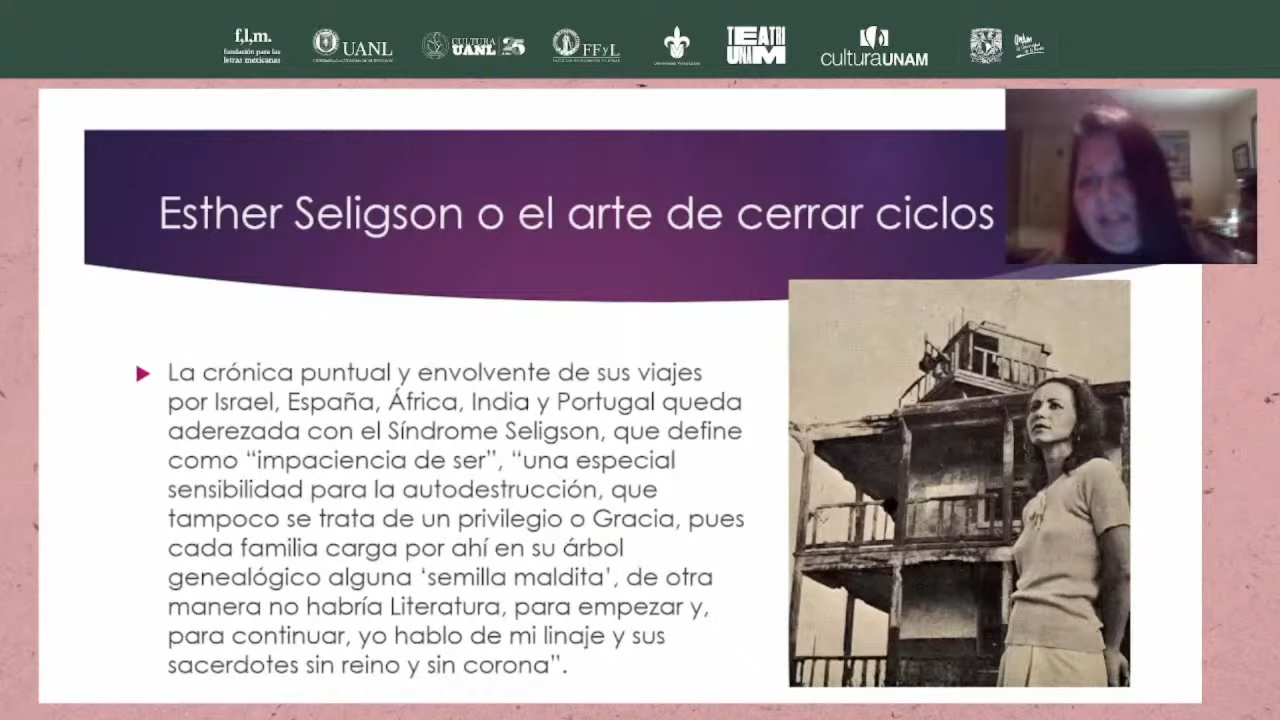 f,l,m.
fundación para las
letras mexicanas
UANL
CULTURA
UANL 25
FFyL
TEATRO
UNAM
culturaUNAM
Esther Seligson o el arte de cerrar ciclos
La crónica puntual y envolvente de sus viajes
por Israel, España, África, India y Portugal queda
aderezada con el Síndrome Seligson, que define
como “impaciencia de ser”, “una especial
sensibilidad para la autodestrucción, que
tampoco se trata de un privilegio o Gracia, pues
cada familia carga por ahí en su árbol
genealógico alguna ‘semilla maldita’, de otra
manera no habría Literatura, para empezar y,
para continuar, yo hablo de mi linaje y sus
sacerdotes sin reino y sin corona”.